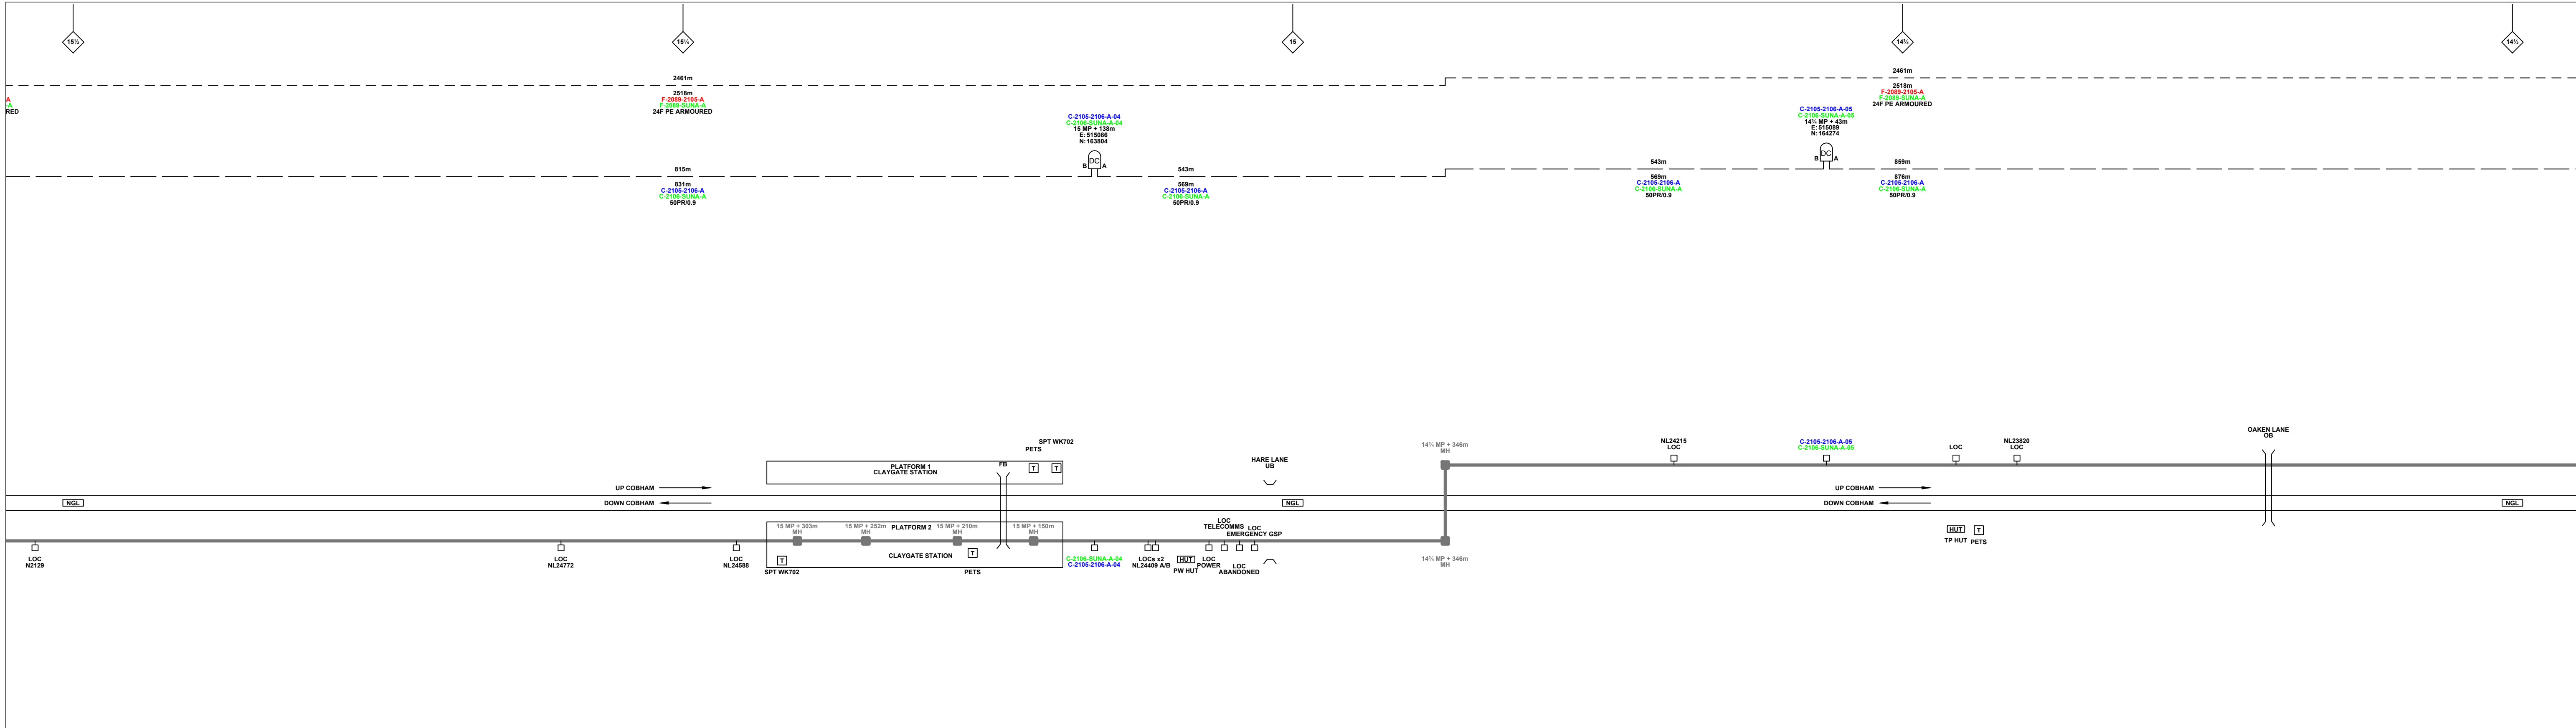 15½
15¼
15
14¾
14½
2461m
2518m
F-2089-2105-A
F-2089-SUNA-A
24F PE ARMOURED
2461m
2518m
F-2089-2105-A
F-2089-SUNA-A
24F PE ARMOURED
A
-A
RED
C-2105-2106-A-04
C-2106-SUNA-A-04
15 MP + 138m
E: 515086
N: 163804
B DC A
C-2105-2106-A-05
C-2106-SUNA-A-05
14¾ MP + 43m
E: 515089
N: 164274
B DC A
815m
831m
C-2105-2106-A
C-2106-SUNA-A
50PR/0.9
543m
569m
C-2105-2106-A
C-2106-SUNA-A
50PR/0.9
543m
569m
C-2105-2106-A
C-2106-SUNA-A
50PR/0.9
859m
876m
C-2105-2106-A
C-2106-SUNA-A
50PR/0.9
SPT WK702
PETS
T
T
PLATFORM 1
CLAYGATE STATION
FB
HARE LANE
UB
14¾ MP + 346m
MH
NL24215
LOC
C-2105-2106-A-05
C-2106-SUNA-A-05
LOC
NL23820
LOC
OAKEN LANE
OB
UP COBHAM
DOWN COBHAM
UP COBHAM
DOWN COBHAM
NGL
NGL
NGL
15 MP + 303m
MH
15 MP + 252m
MH
PLATFORM 2
15 MP + 210m
MH
15 MP + 150m
MH
CLAYGATE STATION
T
T
SPT WK702
PETS
LOC
N2129
LOC
NL24772
LOC
NL24588
C-2106-SUNA-A-04
C-2105-2106-A-04
LOCs x2
NL24409 A/B
HUT
PW HUT
LOC
POWER
LOC
TELECOMMS
LOC
ABANDONED
LOC
EMERGENCY GSP
14¾ MP + 346m
MH
HUT
TP HUT
T
PETS